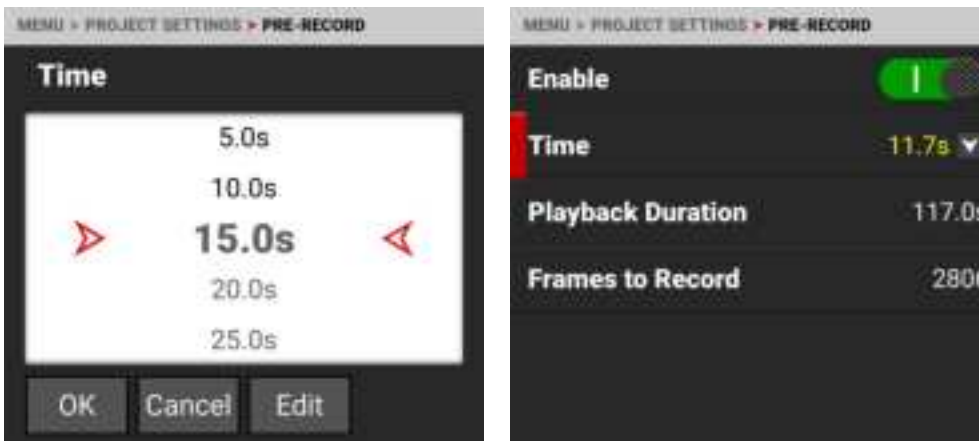 MENU > PROJECT SETTINGS > PRE-RECORD
Time
5.0s
10.0s
15.0s
20.0s
25.0s
OK Cancel Edit
MENU > PROJECT SETTINGS > PRE-RECORD
Enable
Time 11.7s
Playback Duration 117.0s
Frames to Record